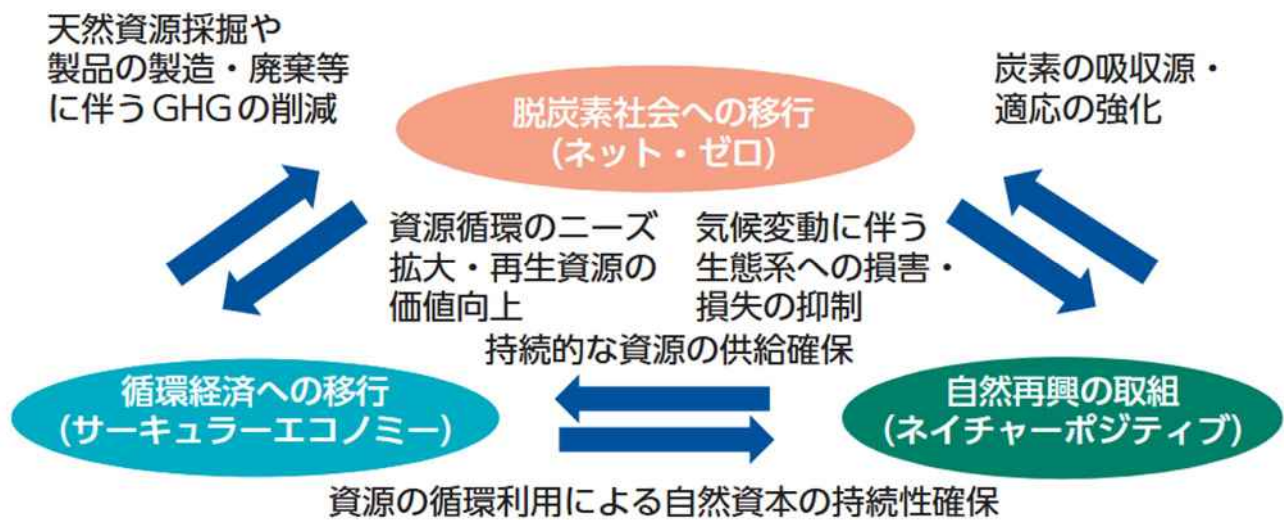 天然資源採掘や
製品の製造・廃棄等
に伴うGHGの削減
炭素の吸収源・
適応の強化
脱炭素社会への移行
(ネット・ゼロ)
資源循環のニーズ
拡大・再生資源の
価値向上
気候変動に伴う
生態系への損害・
損失の抑制
持続的な資源の供給確保
循環経済への移行
(サーキュラーエコノミー)
自然再興の取組
(ネイチャーポジティブ)
資源の循環利用による自然資本の持続性確保